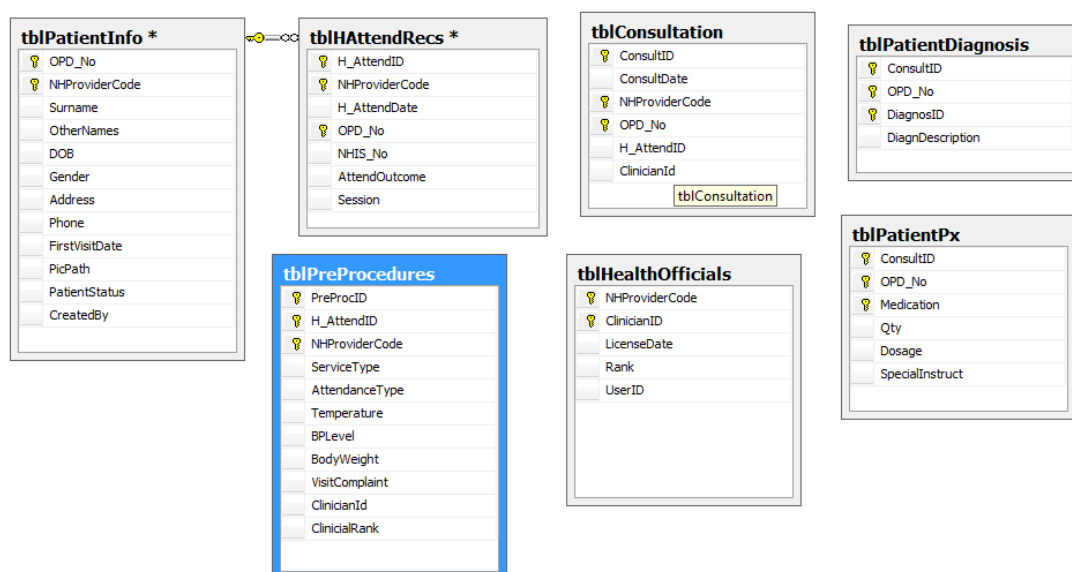 tblPatientInfo *
OPD_No
NHProviderCode
Surname
OtherNames
DOB
Gender
Address
Phone
FirstVisitDate
PicPath
PatientStatus
CreatedBy
tblHAttendRecs *
H_AttendID
NHProviderCode
H_AttendDate
OPD_No
NHIS_No
AttendOutcome
Session
tblConsultation
ConsultID
ConsultDate
NHProviderCode
OPD_No
H_AttendID
ClinicianId
tblConsultation
tblPatientDiagnosis
ConsultID
OPD_No
DiagnosID
DiagnDescription
tblPreProcedures
PreProcID
H_AttendID
NHProviderCode
ServiceType
AttendanceType
Temperature
BPLevel
BodyWeight
VisitComplaint
ClinicianId
ClinicialRank
tblHealthOfficials
NHProviderCode
ClinicianID
LicenseDate
Rank
UserID
tblPatientPx
ConsultID
OPD_No
Medication
Qty
Dosage
SpecialInstruct